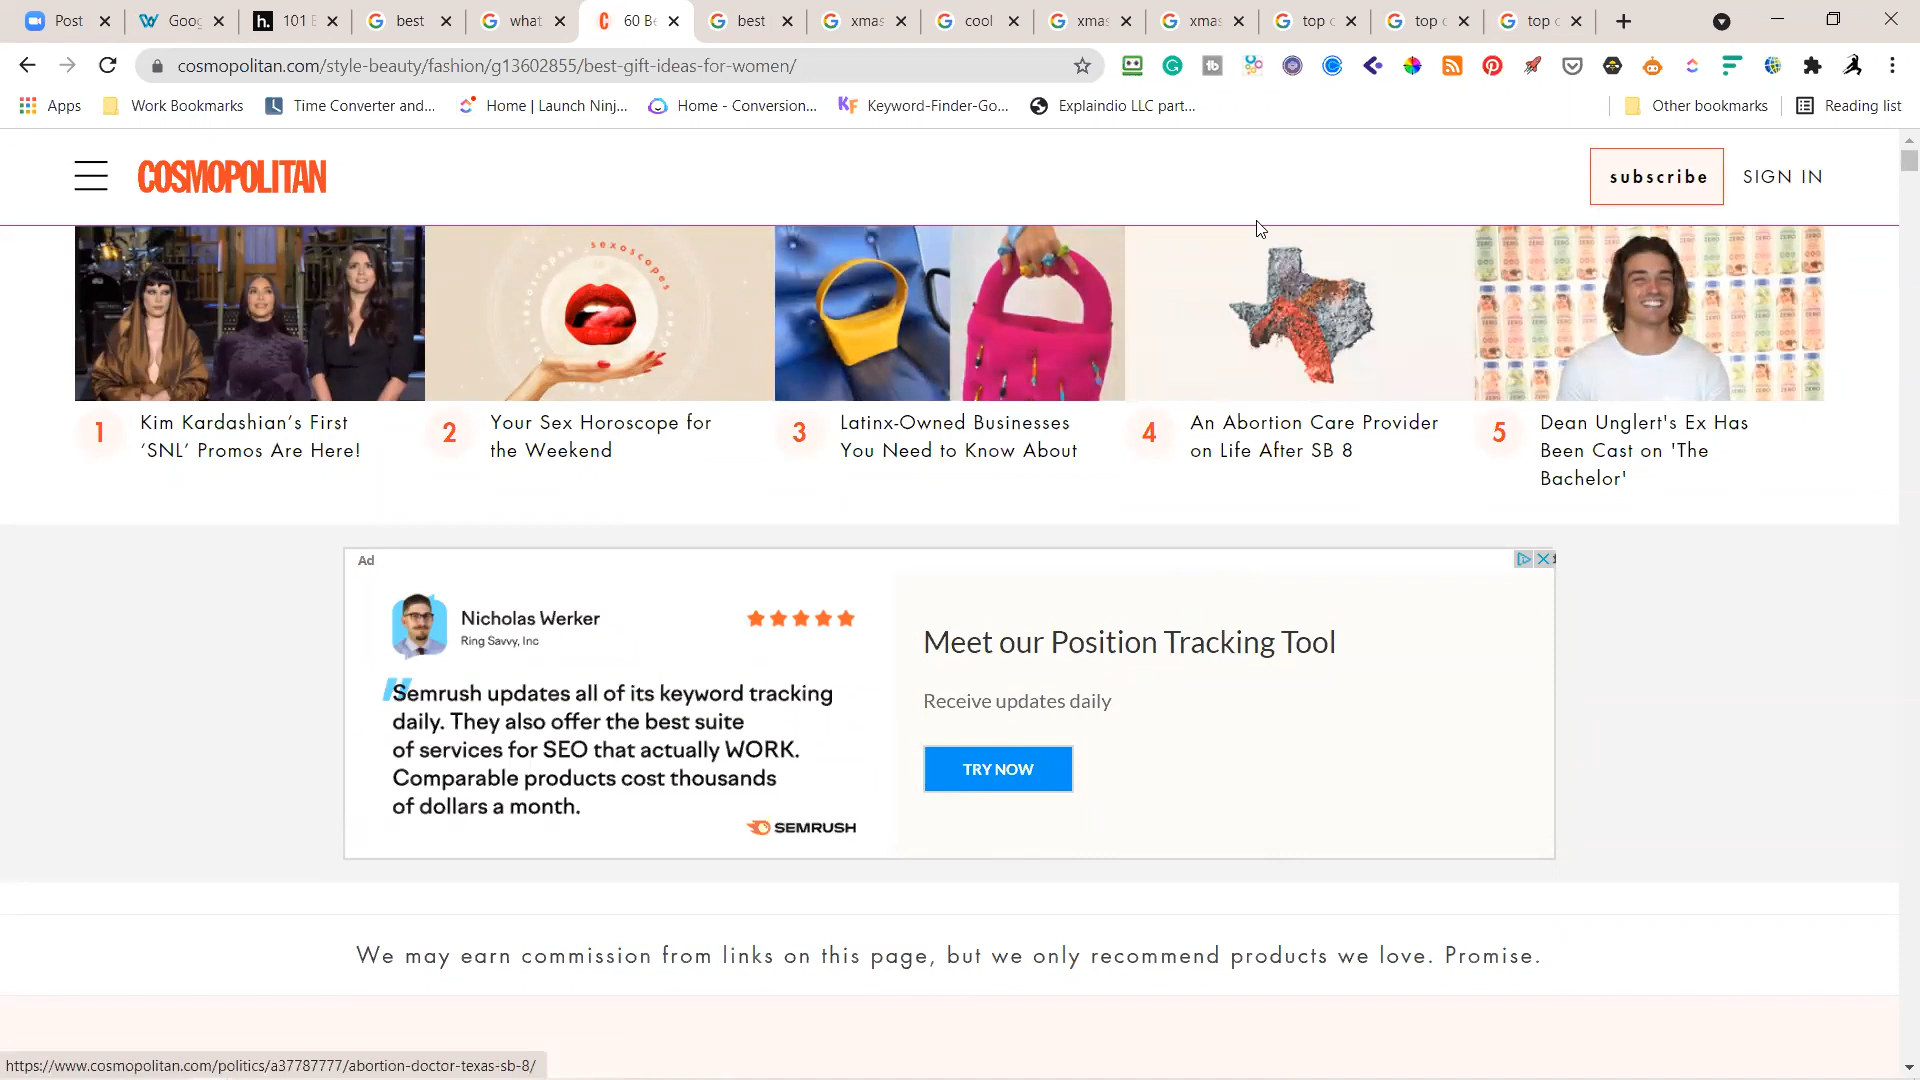 Post
Goog
101 E
best
what
60 Be
best
xmas
cool
xmas
xmas
top c
top c
top c
cosmopolitan.com/style-beauty/fashion/g13602855/best-gift-ideas-for-women/
Apps
Work Bookmarks
Time Converter and...
Home | Launch Ninj...
Home - Conversion...
Keyword-Finder-Go...
Explaindio LLC part...
Other bookmarks
Reading list
COSMOPOLITAN
subscribe
SIGN IN
sexoscopes
ZERO
1
Kim Kardashian’s First
‘SNL’ Promos Are Here!
2
Your Sex Horoscope for
the Weekend
3
Latinx-Owned Businesses
You Need to Know About
4
An Abortion Care Provider
on Life After SB 8
5
Dean Unglert's Ex Has
Been Cast on 'The
Bachelor'
Ad
Nicholas Werker
Ring Savvy, Inc
"Semrush updates all of its keyword tracking
daily. They also offer the best suite
of services for SEO that actually WORK.
Comparable products cost thousands
of dollars a month.
SEMRUSH
Meet our Position Tracking Tool
Receive updates daily
TRY NOW
We may earn commission from links on this page, but we only recommend products we love. Promise.
https://www.cosmopolitan.com/politics/a37787777/abortion-doctor-texas-sb-8/